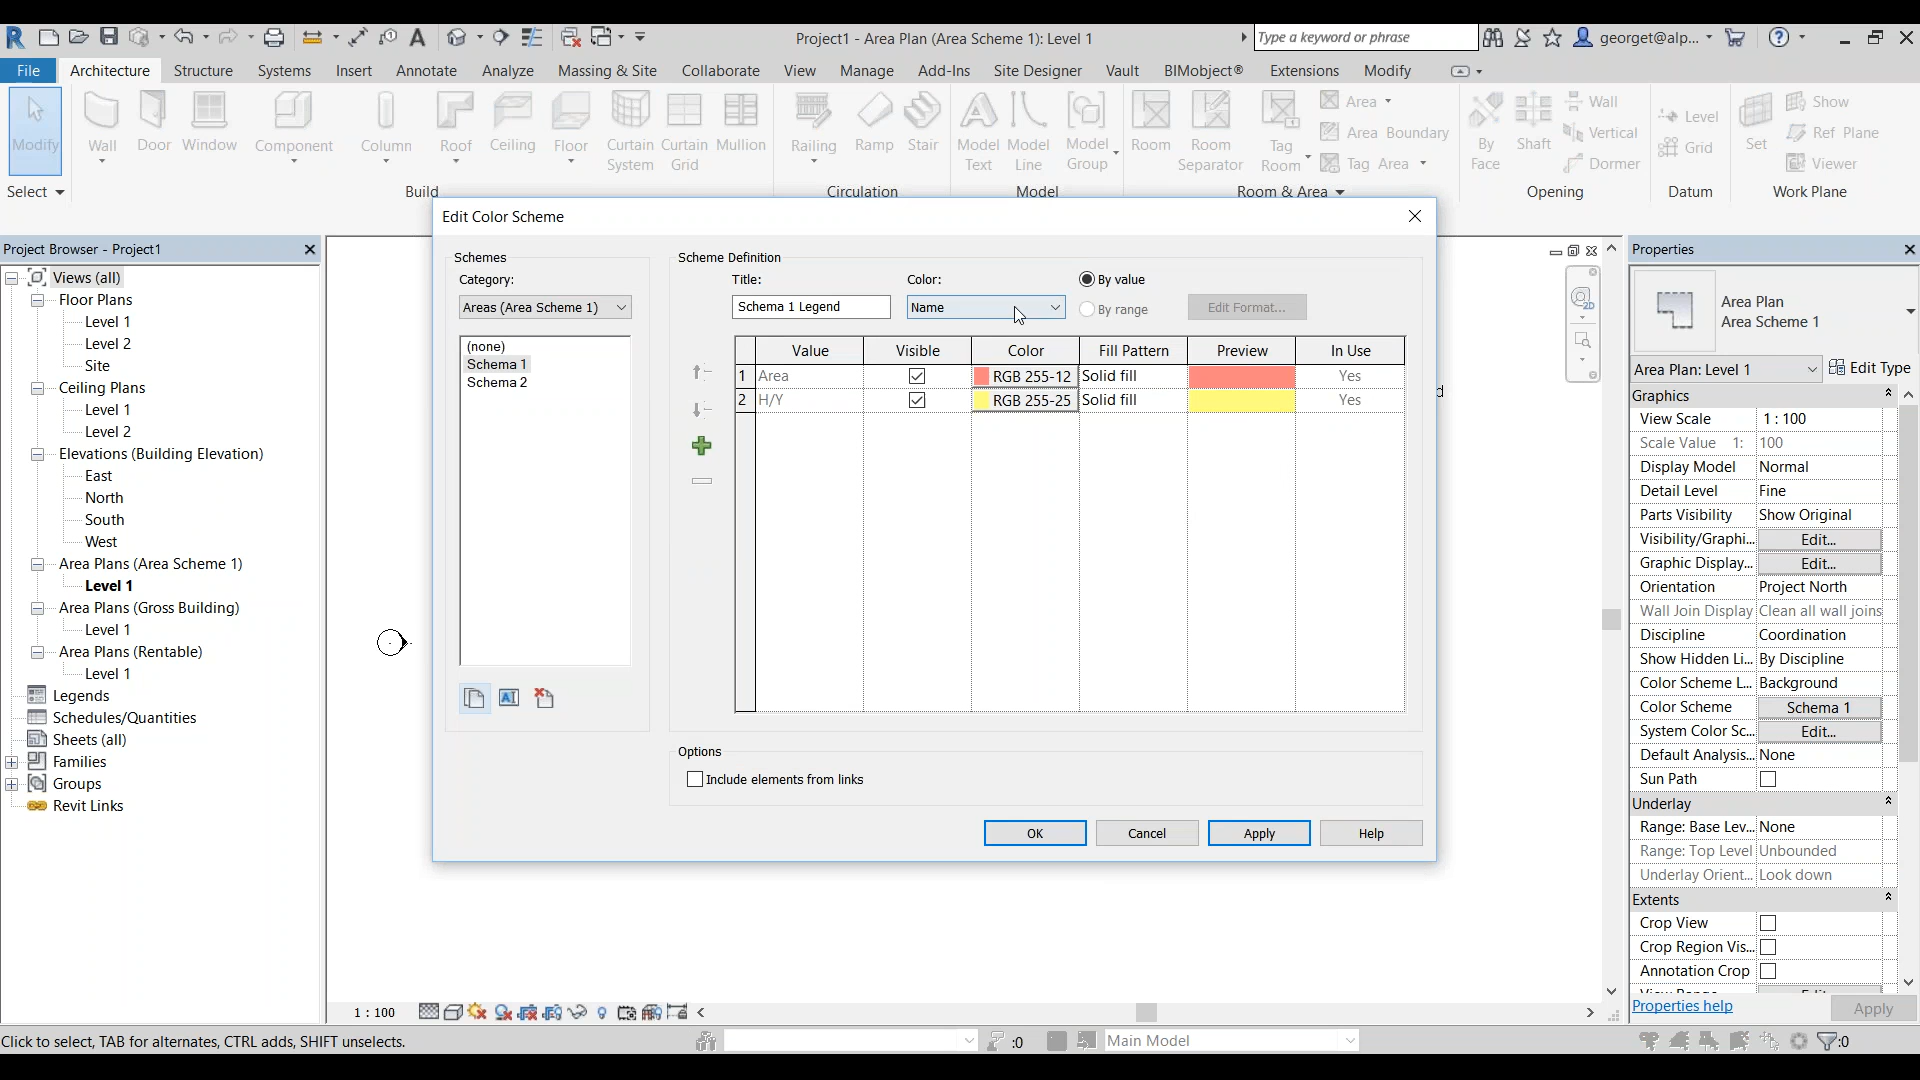 Project1 - Area Plan (Area Scheme 1): Level 1
Type a keyword or phrase
georget@alp...
File Architecture Structure Systems Insert Annotate Analyze Massing & Site Collaborate View Manage Add-Ins Site Designer Vault BIMobject® Extensions Modify
Modify
Wall
Door
Window
Component
Column
Roof
Ceiling
Floor
Curtain System
Curtain Grid
Mullion
Railing
Ramp
Stair
Model Text
Model Line
Model Group
Room
Room Separator
Tag Room
Area
Area Boundary
Tag Area
By Face
Shaft
Wall
Vertical
Dormer
Level
Grid
Set
Show
Ref Plane
Viewer
Select
Build
Circulation
Model
Room & Area
Opening
Datum
Work Plane
Project Browser - Project1
Views (all)
Floor Plans
Level 1
Level 2
Site
Ceiling Plans
Level 1
Level 2
Elevations (Building Elevation)
East
North
South
West
Area Plans (Area Scheme 1)
Level 1
Area Plans (Gross Building)
Level 1
Area Plans (Rentable)
Level 1
Legends
Schedules/Quantities
Sheets (all)
Families
Groups
Revit Links
Edit Color Scheme
Schemes
Category:
Areas (Area Scheme 1)
(none)
Schema 1
Schema 2
Scheme Definition
Title:
Schema 1 Legend
Color:
Name
By value
By range
Edit Format...
Value Visible Color Fill Pattern Preview In Use
1 Area RGB 255-12 Solid fill Yes
2 H/Y RGB 255-25 Solid fill Yes
Options
Include elements from links
OK Cancel Apply Help
d
2D
Properties
Area Plan
Area Scheme 1
Area Plan: Level 1
Edit Type
Graphics
View Scale 1 : 100
Scale Value 1: 100
Display Model Normal
Detail Level Fine
Parts Visibility Show Original
Visibility/Graphi... Edit...
Graphic Display... Edit...
Orientation Project North
Wall Join Display Clean all wall joins
Discipline Coordination
Show Hidden Li... By Discipline
Color Scheme L... Background
Color Scheme Schema 1
System Color Sc... Edit...
Default Analysis... None
Sun Path
Underlay
Range: Base Lev... None
Range: Top Level Unbounded
Underlay Orient... Look down
Extents
Crop View
Crop Region Vis...
Annotation Crop
Properties help
Apply
1 : 100
Click to select, TAB for alternates, CTRL adds, SHIFT unselects.
:0
Main Model
:0